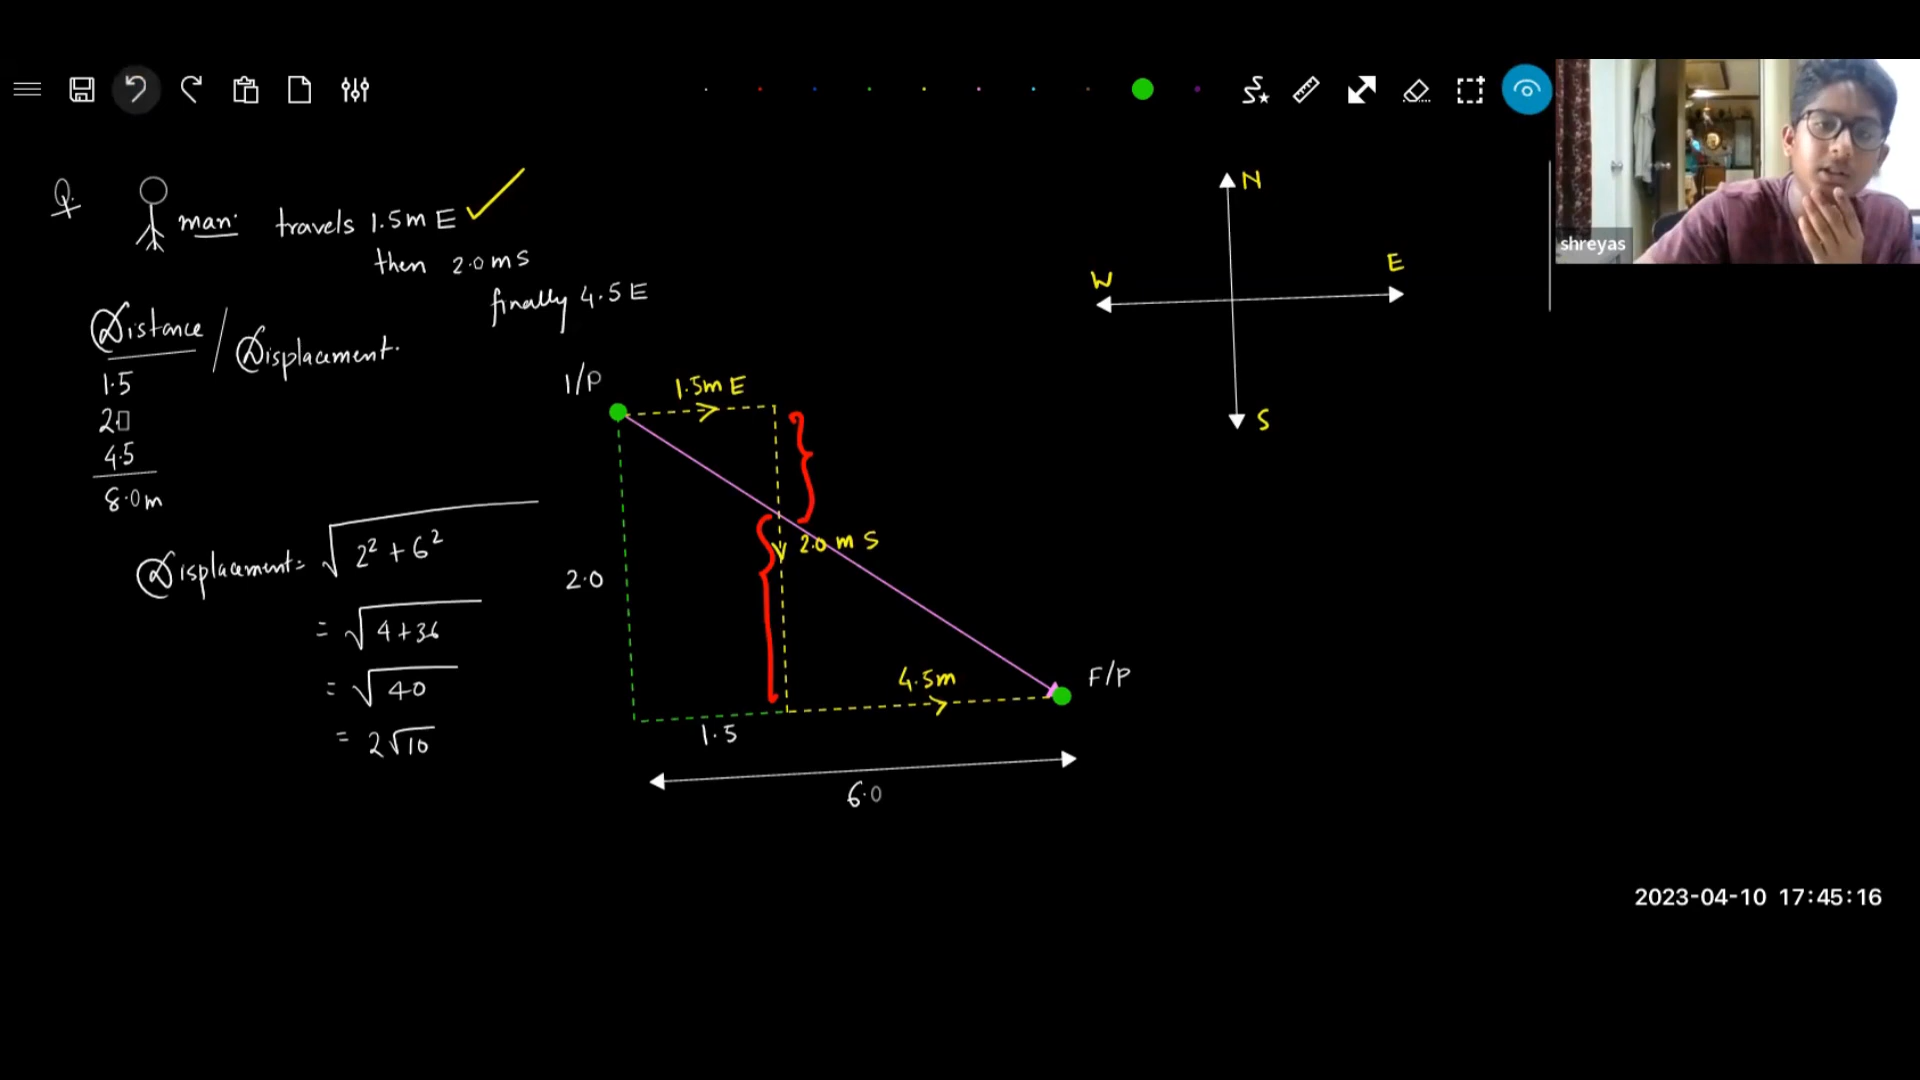 Q.
man: travels 1.5m E
then 2.0 m S
finally 4.5 E
Distance / Displacement.
1.5
2.0
4.5
8.0m
Displacement = √2² + 6²
= √4+36
= √40
= 2√10
I/P
1.5m E
2.0 m S
2.0
4.5m
F/P
1.5
6.0
N
W
E
S
shreyas
2023-04-10 17:45:16